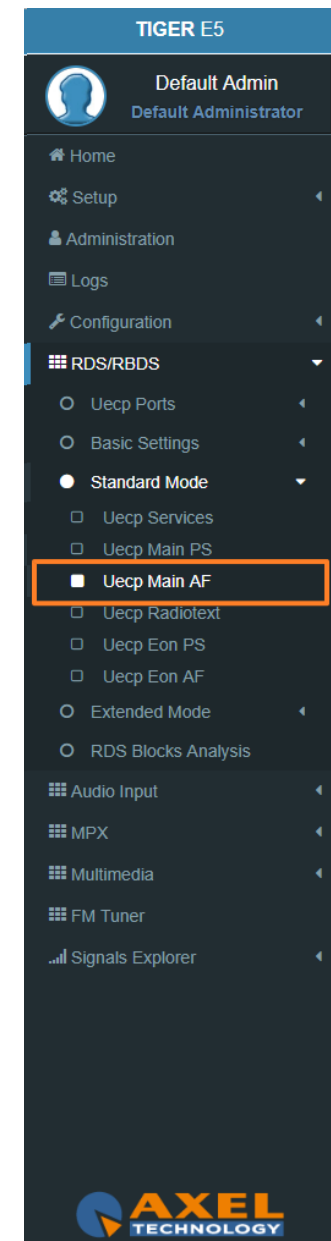 TIGER E5
Default Admin
Default Administrator
Home
Setup
Administration
Logs
Configuration
RDS/RBDS
Uecp Ports
Basic Settings
Standard Mode
Uecp Services
Uecp Main PS
Uecp Main AF
Uecp Radiotext
Uecp Eon PS
Uecp Eon AF
Extended Mode
RDS Blocks Analysis
Audio Input
MPX
Multimedia
FM Tuner
Signals Explorer
AXEL
TECHNOLOGY